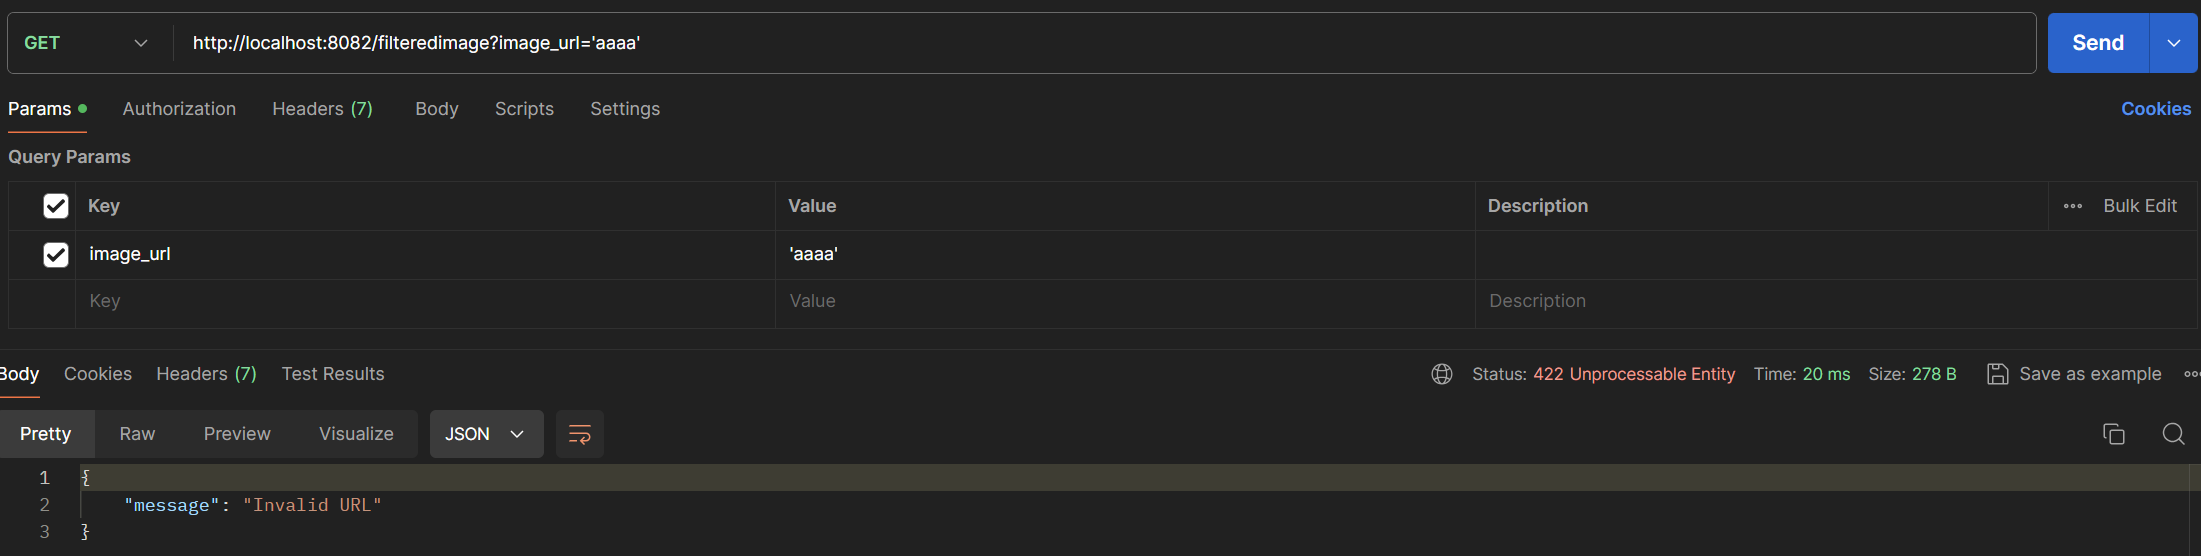 GET http://localhost:8082/filteredimage?image_url='aaaa' Send
Params Authorization Headers (7) Body Scripts Settings Cookies
Query Params
Key Value Description Bulk Edit
image_url 'aaaa'
Key Value Description
Body Cookies Headers (7) Test Results Status: 422 Unprocessable Entity Time: 20 ms Size: 278 B Save as example
Pretty Raw Preview Visualize JSON
1 {
2 "message": "Invalid URL"
3 }